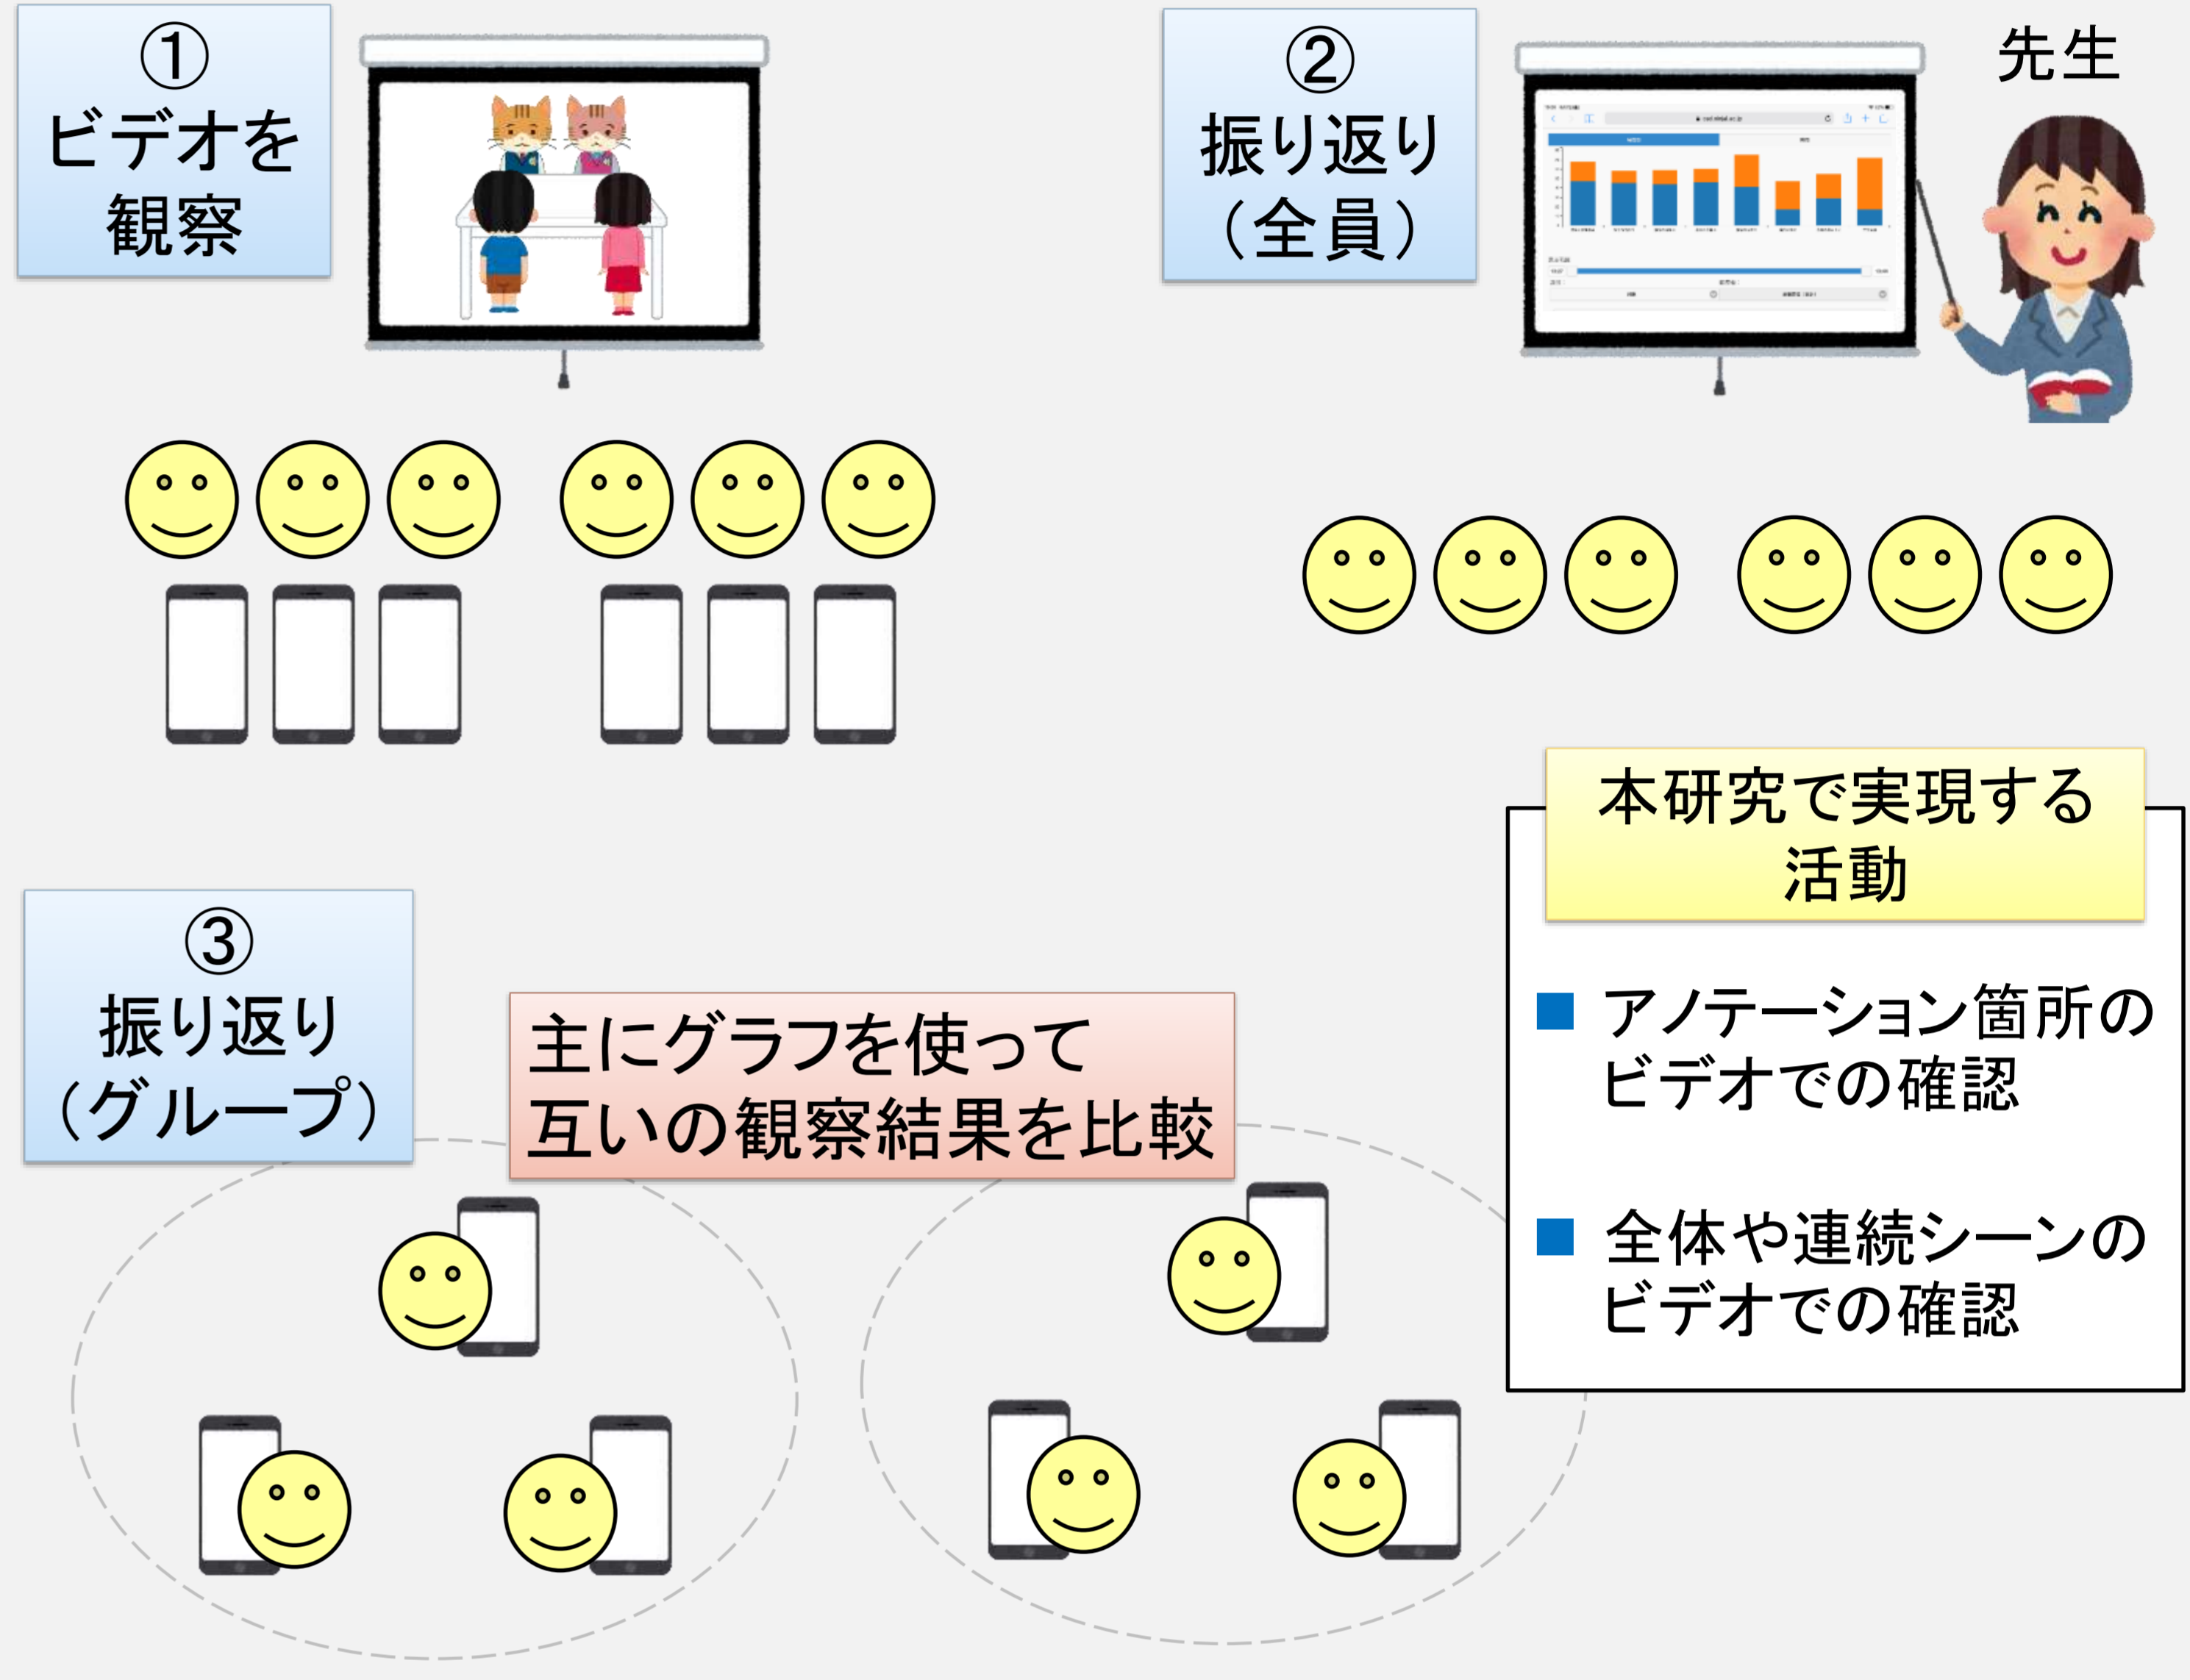 ①
ビデオを
観察
②
振り返り
（全員）
先生
③
振り返り
（グループ）
主にグラフを使って
互いの観察結果を比較
本研究で実現する
活動
■ アノテーション箇所の
ビデオでの確認
■ 全体や連続シーンの
ビデオでの確認